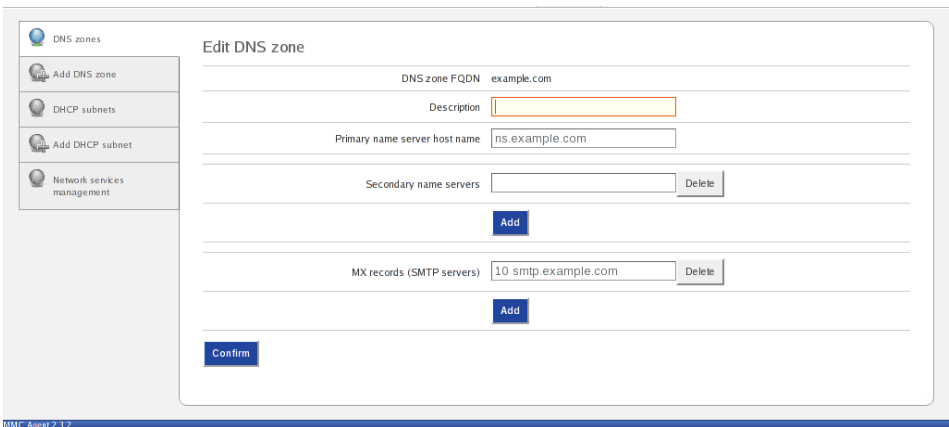 DNS zones
Add DNS zone
DHCP subnets
Add DHCP subnet
Network services
management
Edit DNS zone
DNS zone FQDN example.com
Description
Primary name server host name ns.example.com
Secondary name servers Delete
Add
MX records (SMTP servers) 10 smtp.example.com Delete
Add
Confirm
MMC Agent 2.3.2